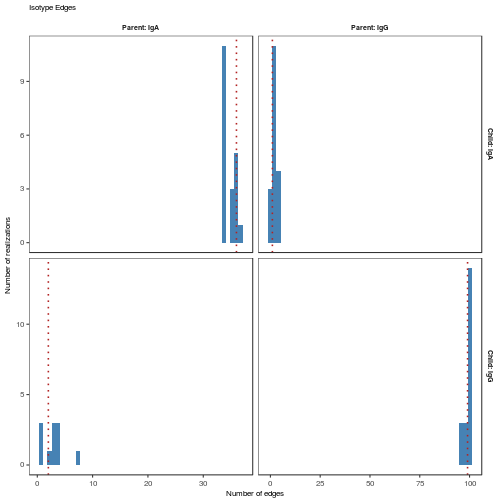 Isotype Edges
Parent: IgA
Parent: IgG
9
6
3
0
Child: IgA
Number of realizations
10
5
0
Child: IgG
0
10
20
30
0
25
50
75
100
Number of edges